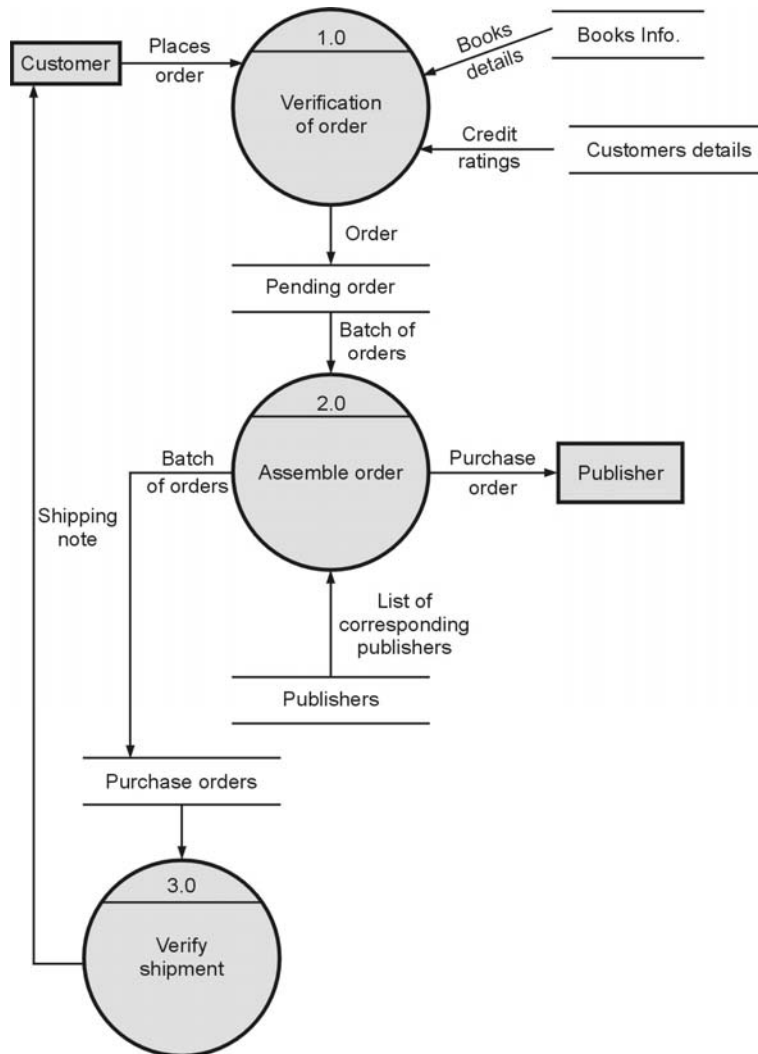 1.0
Customer
Places
order
Verification
of order
Books
details
Books Info.
Credit
ratings
Customers details
Order
Pending order
Batch of
orders
2.0
Assemble order
Batch
of orders
Purchase
order
Publisher
Shipping
note
List of
corresponding
publishers
Publishers
Purchase orders
3.0
Verify
shipment